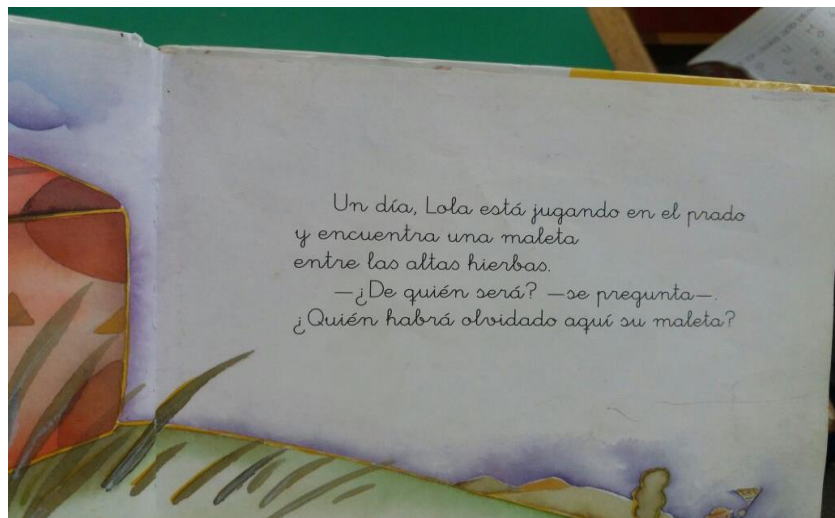 Un día, Lola está jugando en el prado
y encuentra una maleta
entre las altas hierbas.
—¿De quién será? —se pregunta—.
¿Quién habrá olvidado aquí su maleta?